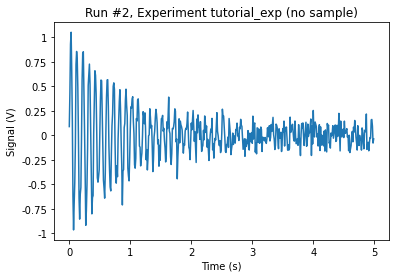 Run #2, Experiment tutorial_exp (no sample)
Signal (V)
1
0.75
0.5
0.25
0
-0.25
-0.5
-0.75
-1
0 1 2 3 4 5
Time (s)